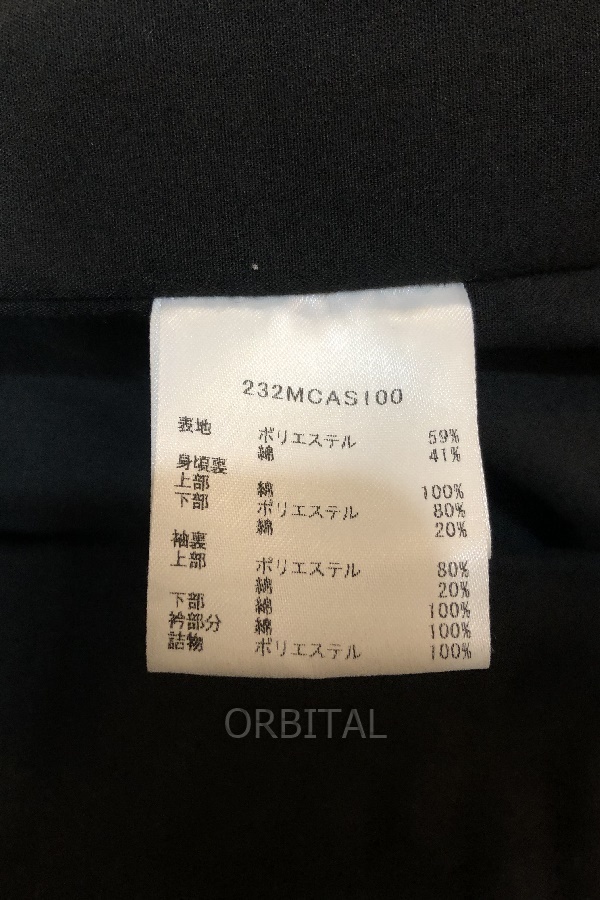 232MCAS100
表地 ポリエステル 59%
綿 41%
身頃裏
上部 綿 100%
下部 ポリエステル 80%
綿 20%
袖裏
上部 ポリエステル 80%
綿 20%
下部 綿 100%
衿部分 綿 100%
詰物 ポリエステル 100%
ORBITAL